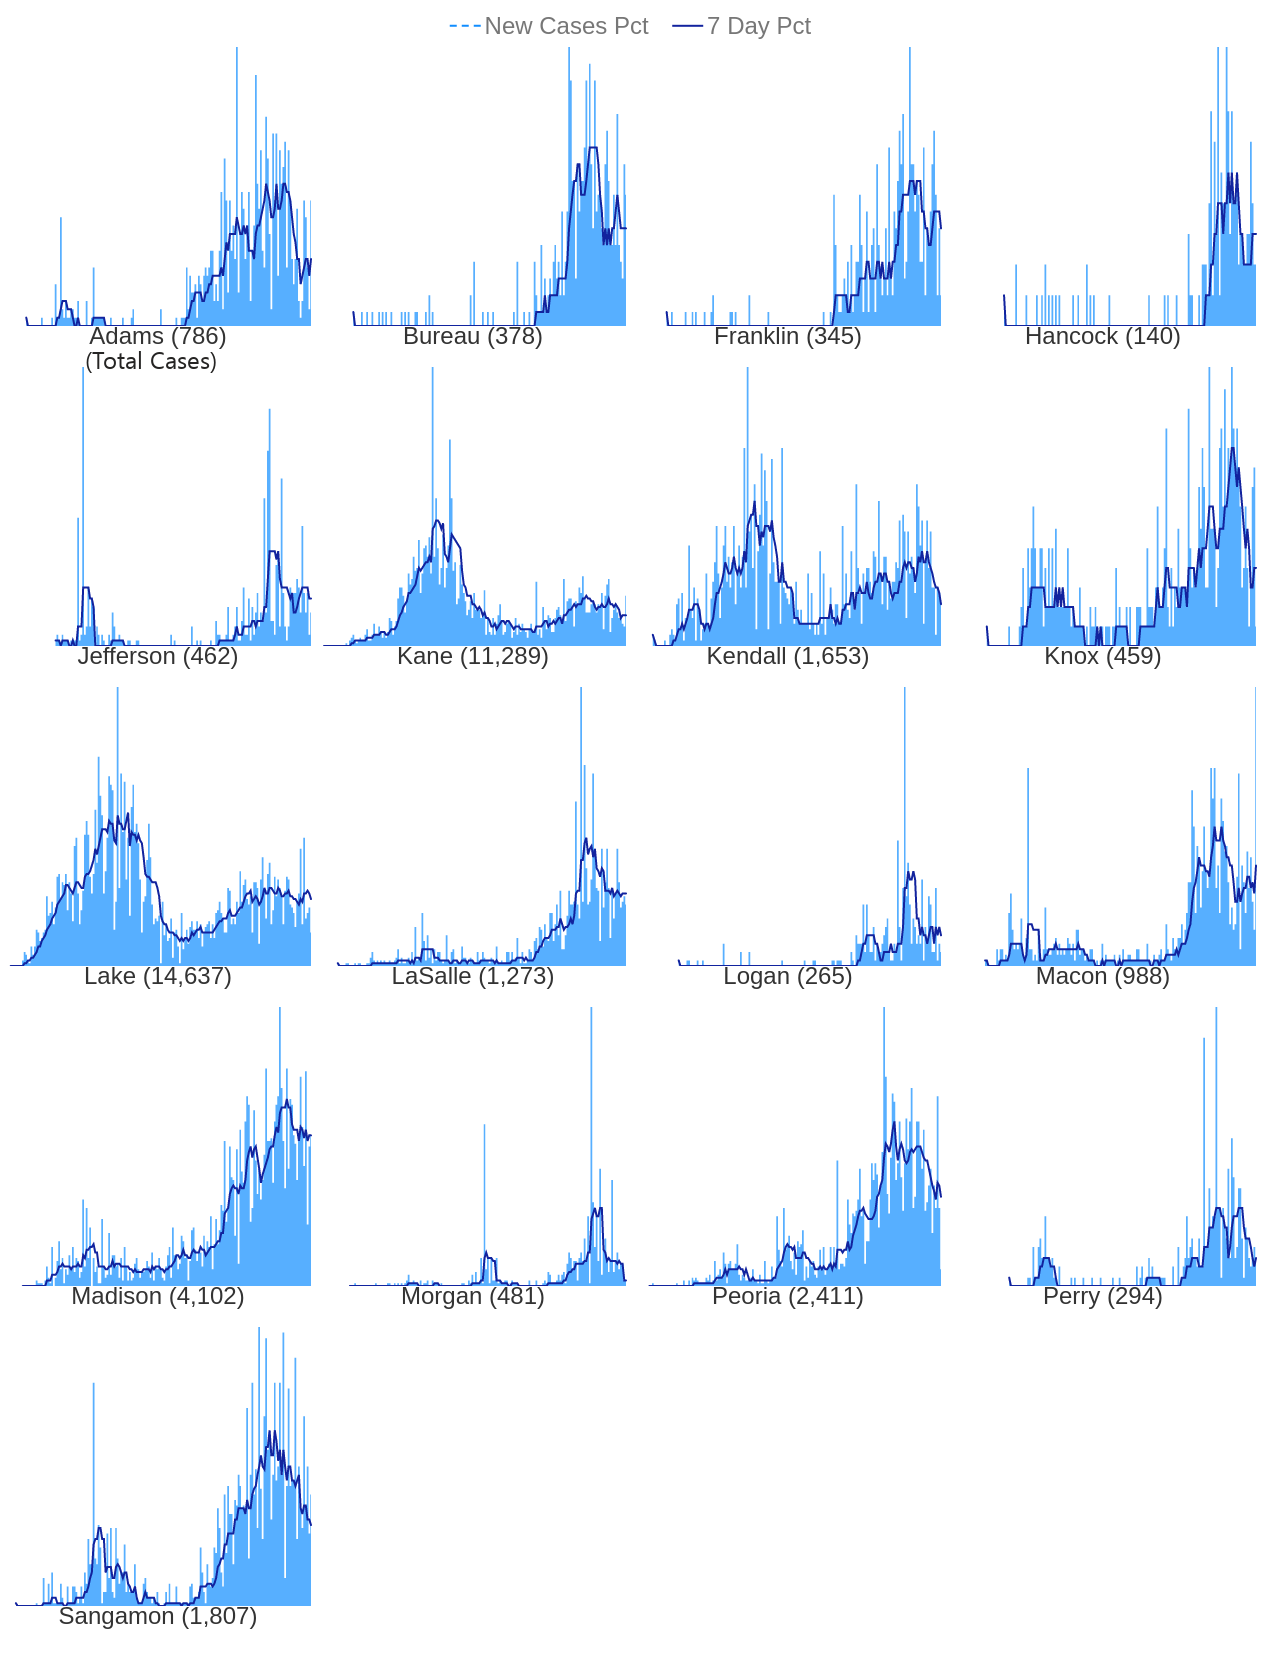 New Cases Pct 7 Day Pct
Adams (786) Bureau (378) Franklin (345) Hancock (140)
(Total Cases)
Jefferson (462) Kane (11,289) Kendall (1,653) Knox (459)
Lake (14,637) LaSalle (1,273) Logan (265) Macon (988)
Madison (4,102) Morgan (481) Peoria (2,411) Perry (294)
Sangamon (1,807)